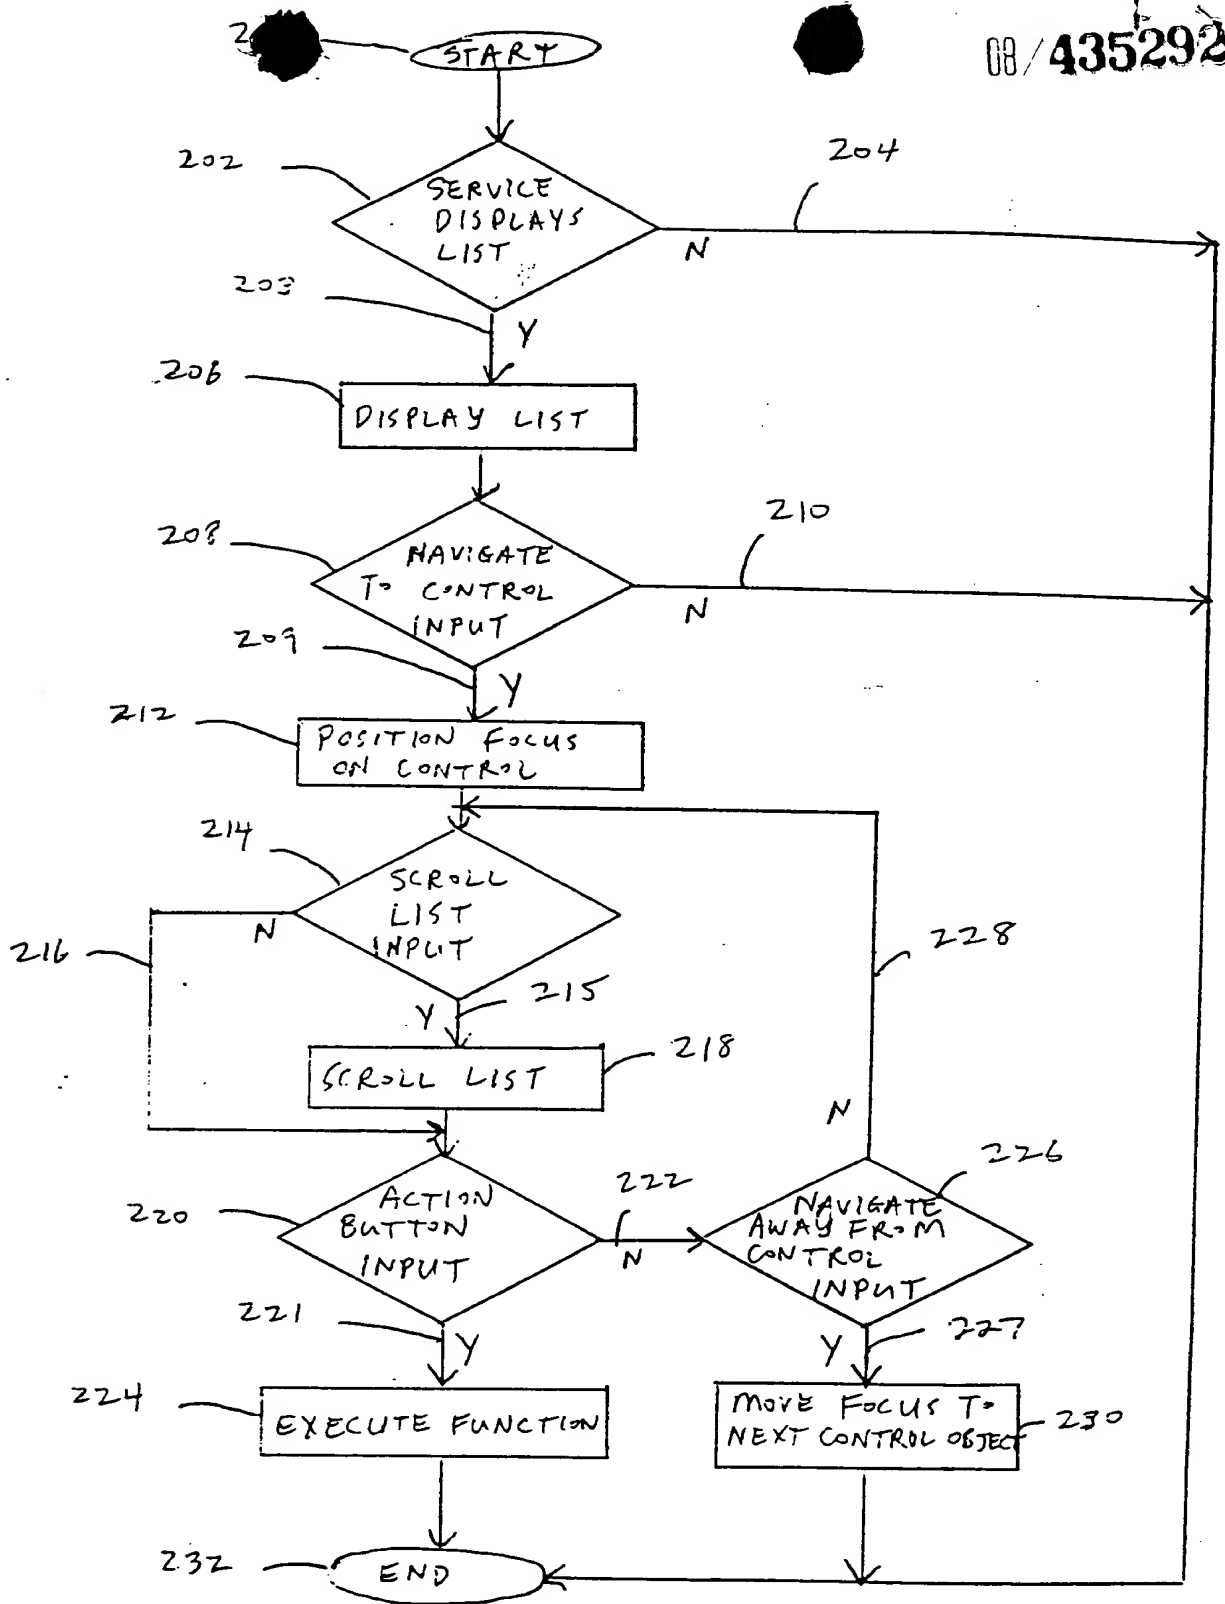 START
08/435292
202
SERVICE
DISPLAYS
LIST
204
N
203
Y
206
DISPLAY LIST
208
NAVIGATE
TO CONTROL
INPUT
210
N
209
Y
212
POSITION FOCUS
ON CONTROL
214
SCROLL
LIST
INPUT
N
216
228
Y
215
SCROLL LIST
218
N
220
ACTION
BUTTON
INPUT
222
N
226
NAVIGATE
AWAY FROM
CONTROL
INPUT
221
Y
227
Y
224
EXECUTE FUNCTION
MOVE FOCUS TO
NEXT CONTROL OBJECT
230
232
END